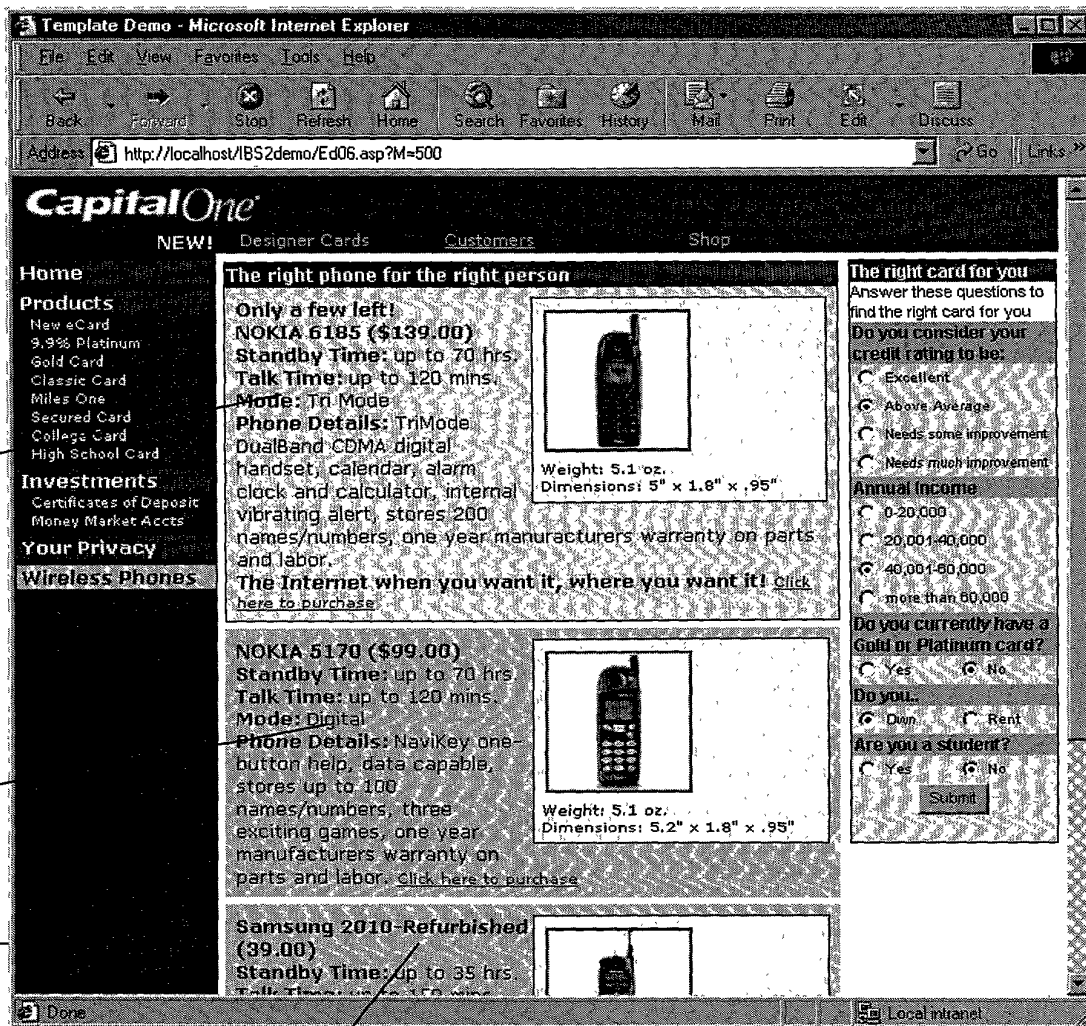 Template Demo - Microsoft Internet Explorer
File Edit View Favorites Tools Help
Back Forward Stop Refresh Home Search Favorites History Mail Print Edit Discuss
Address http://localhost/IBS2demo/Ed06.asp?M=500 Go Links »
CapitalOne
NEW! Designer Cards Customers Shop
Home
Products
New eCard
9.9% Platinum
Gold Card
Classic Card
Miles One
Secured Card
College Card
High School Card
Investments
Certificates of Deposit
Money Market Accts
Your Privacy
Wireless Phones
The right phone for the right person
Only a few left!
NOKIA 6185 ($139.00)
Standby Time: up to 70 hrs.
Talk Time: up to 120 mins.
Mode: Tri Mode
Phone Details: TriMode
DualBand CDMA digital
handset, calendar, alarm
clock and calculator, internal
vibrating alert, stores 200
names/numbers, one year manuracturers warranty on parts
and labor.
The Internet when you want it, where you want it! Click
here to purchase
Weight: 5.1 oz.
Dimensions: 5" x 1.8" x .95"
NOKIA 5170 ($99.00)
Standby Time: up to 70 hrs.
Talk Time: up to 120 mins.
Mode: Digital
Phone Details: NaviKey one-
button help, data capable,
stores up to 100
names/numbers, three
exciting games, one year
manufacturers warranty on
parts and labor. Click here to purchase
Weight: 5.1 oz.
Dimensions: 5.2" x 1.8" x .95"
Samsung 2010-Refurbished
(39.00)
Standby Time: up to 35 hrs.
Talk Time: up to 150 mins.
The right card for you
Answer these questions to
find the right card for you
Do you consider your
credit rating to be:
Excellent
Above Average
Needs some improvement
Needs much improvement
Annual Income
0-20,000
20,001-40,000
40,001-60,000
more than 60,000
Do you currently have a
Gold or Platinum card?
Yes No
Do you..
Own Rent
Are you a student?
Yes No
Submit
Done Local intranet